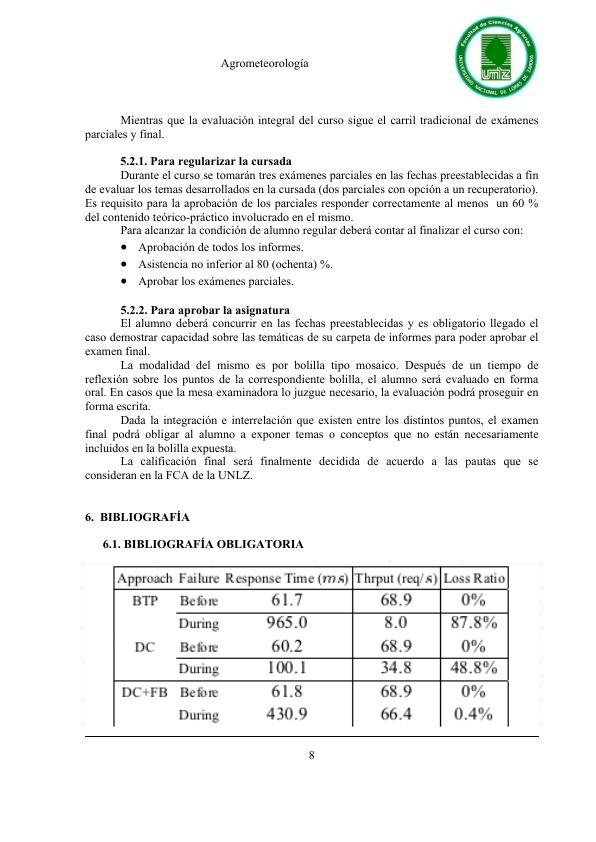 Agrometeorología
Facultad de Ciencias Agrarias
UNIVERSIDAD NACIONAL DE LOMAS DE ZAMORA
unlz
Mientras que la evaluación integral del curso sigue el carril tradicional de exámenes
parciales y final.
5.2.1. Para regularizar la cursada
Durante el curso se tomarán tres exámenes parciales en las fechas preestablecidas a fin
de evaluar los temas desarrollados en la cursada (dos parciales con opción a un recuperatorio).
Es requisito para la aprobación de los parciales responder correctamente al menos un 60 %
del contenido teórico-práctico involucrado en el mismo.
Para alcanzar la condición de alumno regular deberá contar al finalizar el curso con:
• Aprobación de todos los informes.
• Asistencia no inferior al 80 (ochenta) %.
• Aprobar los exámenes parciales.
5.2.2. Para aprobar la asignatura
El alumno deberá concurrir en las fechas preestablecidas y es obligatorio llegado el
caso demostrar capacidad sobre las temáticas de su carpeta de informes para poder aprobar el
examen final.
La modalidad del mismo es por bolilla tipo mosaico. Después de un tiempo de
reflexión sobre los puntos de la correspondiente bolilla, el alumno será evaluado en forma
oral. En casos que la mesa examinadora lo juzgue necesario, la evaluación podrá proseguir en
forma escrita.
Dada la integración e interrelación que existen entre los distintos puntos, el examen
final podrá obligar al alumno a exponer temas o conceptos que no están necesariamente
incluidos en la bolilla expuesta.
La calificación final será finalmente decidida de acuerdo a las pautas que se
consideran en la FCA de la UNLZ.
6. BIBLIOGRAFÍA
6.1. BIBLIOGRAFÍA OBLIGATORIA
Approach Failure Response Time (ms) Thrput (req/s) Loss Ratio
BTP Before 61.7 68.9 0%
During 965.0 8.0 87.8%
DC Before 60.2 68.9 0%
During 100.1 34.8 48.8%
DC+FB Before 61.8 68.9 0%
During 430.9 66.4 0.4%
8